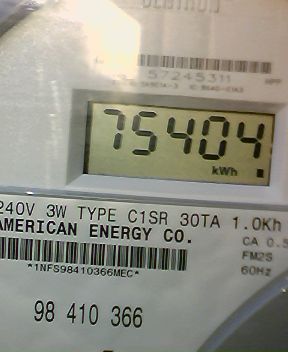 57245311
75404
kWh
240V 3W TYPE C1SR 30TA 1.0Kh
AMERICAN ENERGY CO.
CA 0.5
FM2S
60Hz
*1NFS98410366MEC*
98 410 366